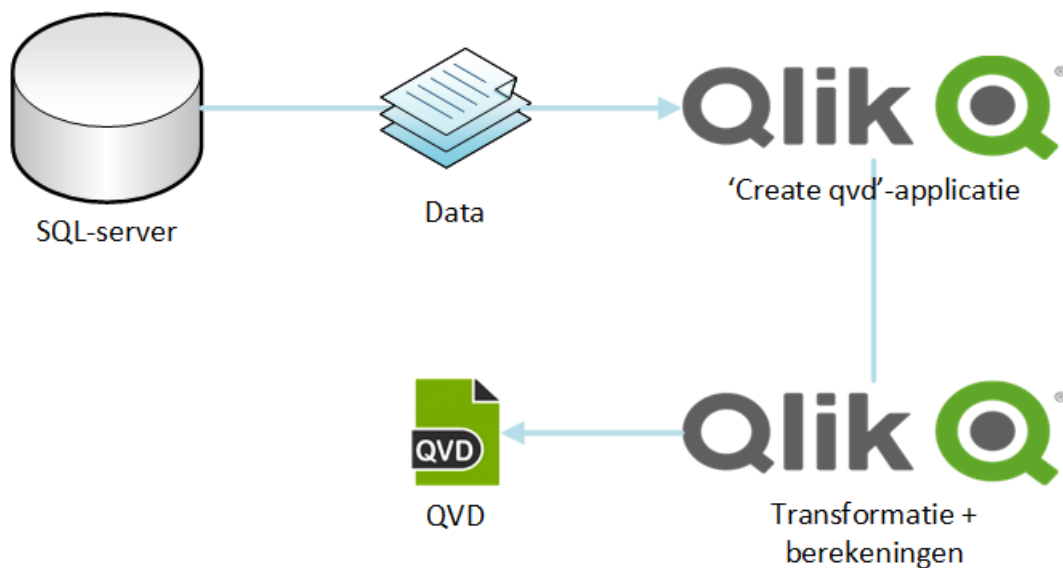 Qlik Q®
SQL-server
Data
‘Create qvd’-applicatie
QVD
QVD
Qlik Q®
Transformatie +
berekeningen